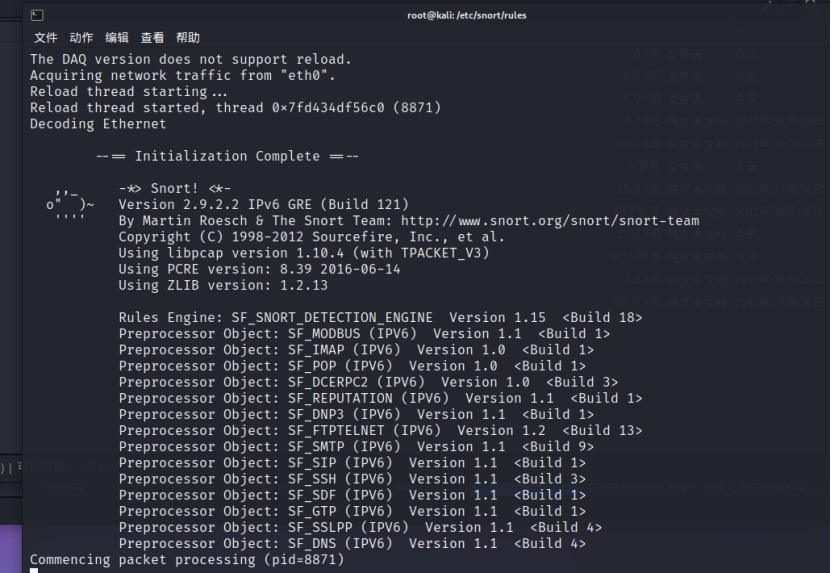 root@kali: /etc/snort/rules
文件 动作 编辑 查看 帮助
The DAQ version does not support reload.
Acquiring network traffic from "eth0".
Reload thread starting...
Reload thread started, thread 0×7fd434df56c0 (8871)
Decoding Ethernet
--== Initialization Complete ==--
,,_ -*> Snort! <*-
o" )~ Version 2.9.2.2 IPv6 GRE (Build 121)
'''' By Martin Roesch & The Snort Team: http://www.snort.org/snort/snort-team
Copyright (C) 1998-2012 Sourcefire, Inc., et al.
Using libpcap version 1.10.4 (with TPACKET_V3)
Using PCRE version: 8.39 2016-06-14
Using ZLIB version: 1.2.13
Rules Engine: SF_SNORT_DETECTION_ENGINE Version 1.15 <Build 18>
Preprocessor Object: SF_MODBUS (IPV6) Version 1.1 <Build 1>
Preprocessor Object: SF_IMAP (IPV6) Version 1.0 <Build 1>
Preprocessor Object: SF_POP (IPV6) Version 1.0 <Build 1>
Preprocessor Object: SF_DCERPC2 (IPV6) Version 1.0 <Build 3>
Preprocessor Object: SF_REPUTATION (IPV6) Version 1.1 <Build 1>
Preprocessor Object: SF_DNP3 (IPV6) Version 1.1 <Build 1>
Preprocessor Object: SF_FTPTELNET (IPV6) Version 1.2 <Build 13>
Preprocessor Object: SF_SMTP (IPV6) Version 1.1 <Build 9>
Preprocessor Object: SF_SIP (IPV6) Version 1.1 <Build 1>
Preprocessor Object: SF_SSH (IPV6) Version 1.1 <Build 3>
Preprocessor Object: SF_SDF (IPV6) Version 1.1 <Build 1>
Preprocessor Object: SF_GTP (IPV6) Version 1.1 <Build 1>
Preprocessor Object: SF_SSLPP (IPV6) Version 1.1 <Build 4>
Preprocessor Object: SF_DNS (IPV6) Version 1.1 <Build 4>
Commencing packet processing (pid=8871)